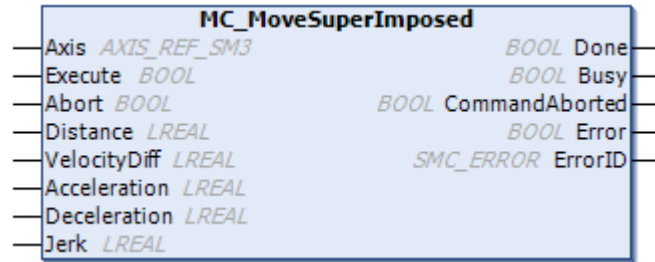 MC_MoveSuperImposed
Axis AXIS_REF_SM3 BOOL Done
Execute BOOL BOOL Busy
Abort BOOL BOOL CommandAborted
Distance LREAL BOOL Error
VelocityDiff LREAL SMC_ERROR ErrorID
Acceleration LREAL
Deceleration LREAL
Jerk LREAL